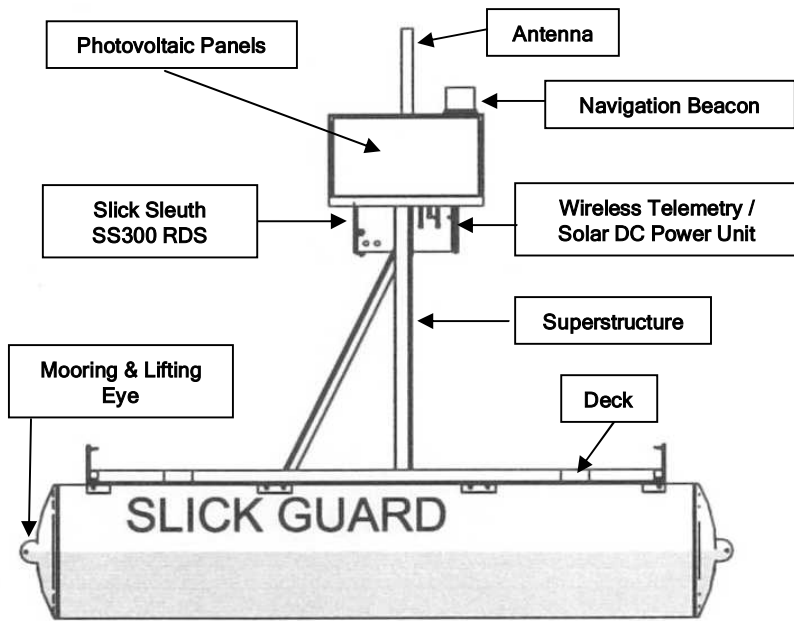 Photovoltaic Panels
Antenna
Navigation Beacon
Slick Sleuth
SS300 RDS
Wireless Telemetry /
Solar DC Power Unit
Superstructure
Mooring & Lifting
Eye
Deck
SLICK GUARD